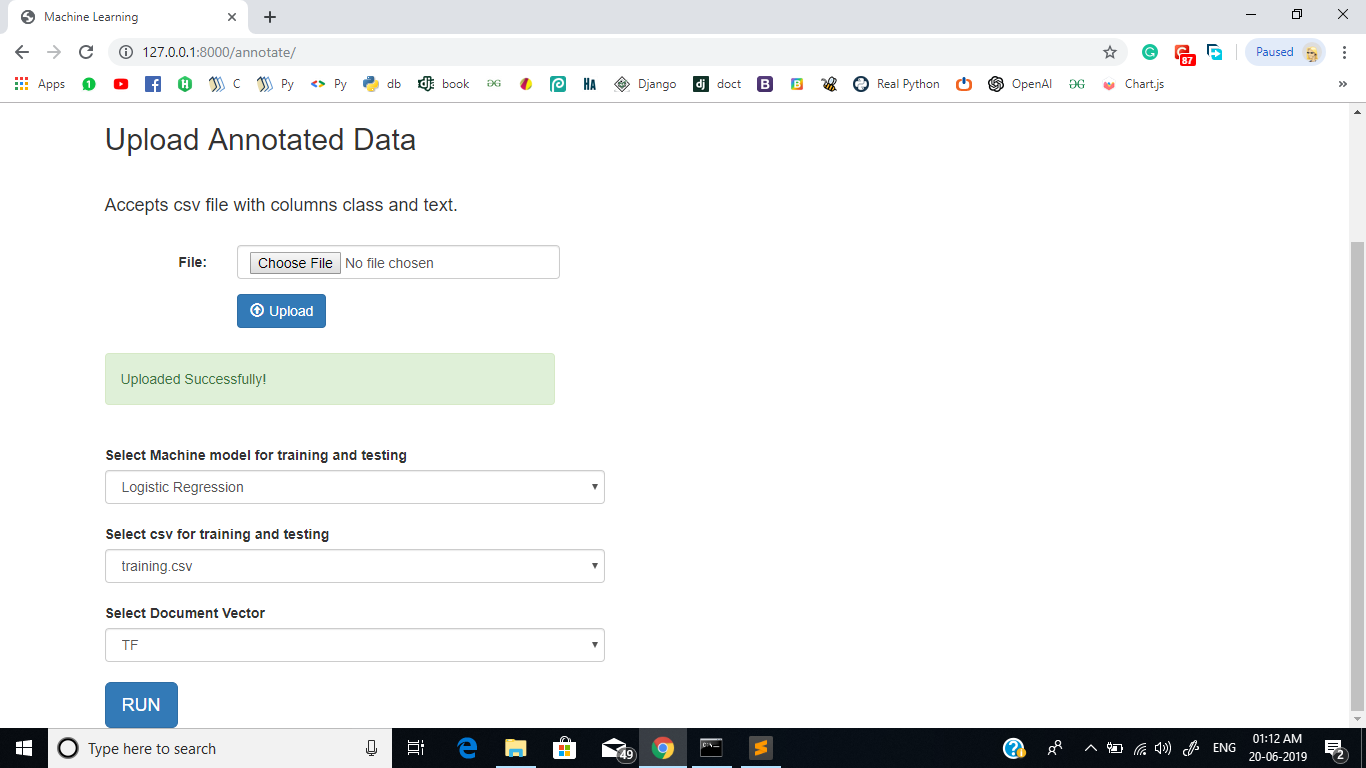 Machine Learning
127.0.0.1:8000/annotate/
87
Paused
Apps
1
C
Py
Py
db
book
HA
Django
dj
doct
B
B
Real Python
OpenAI
Chart.js
»
Upload Annotated Data
Accepts csv file with columns class and text.
File:
Choose File No file chosen
Upload
Uploaded Successfully!
Select Machine model for training and testing
Logistic Regression
Select csv for training and testing
training.csv
Select Document Vector
TF
RUN
Type here to search
49
ENG
01:12 AM
20-06-2019
2